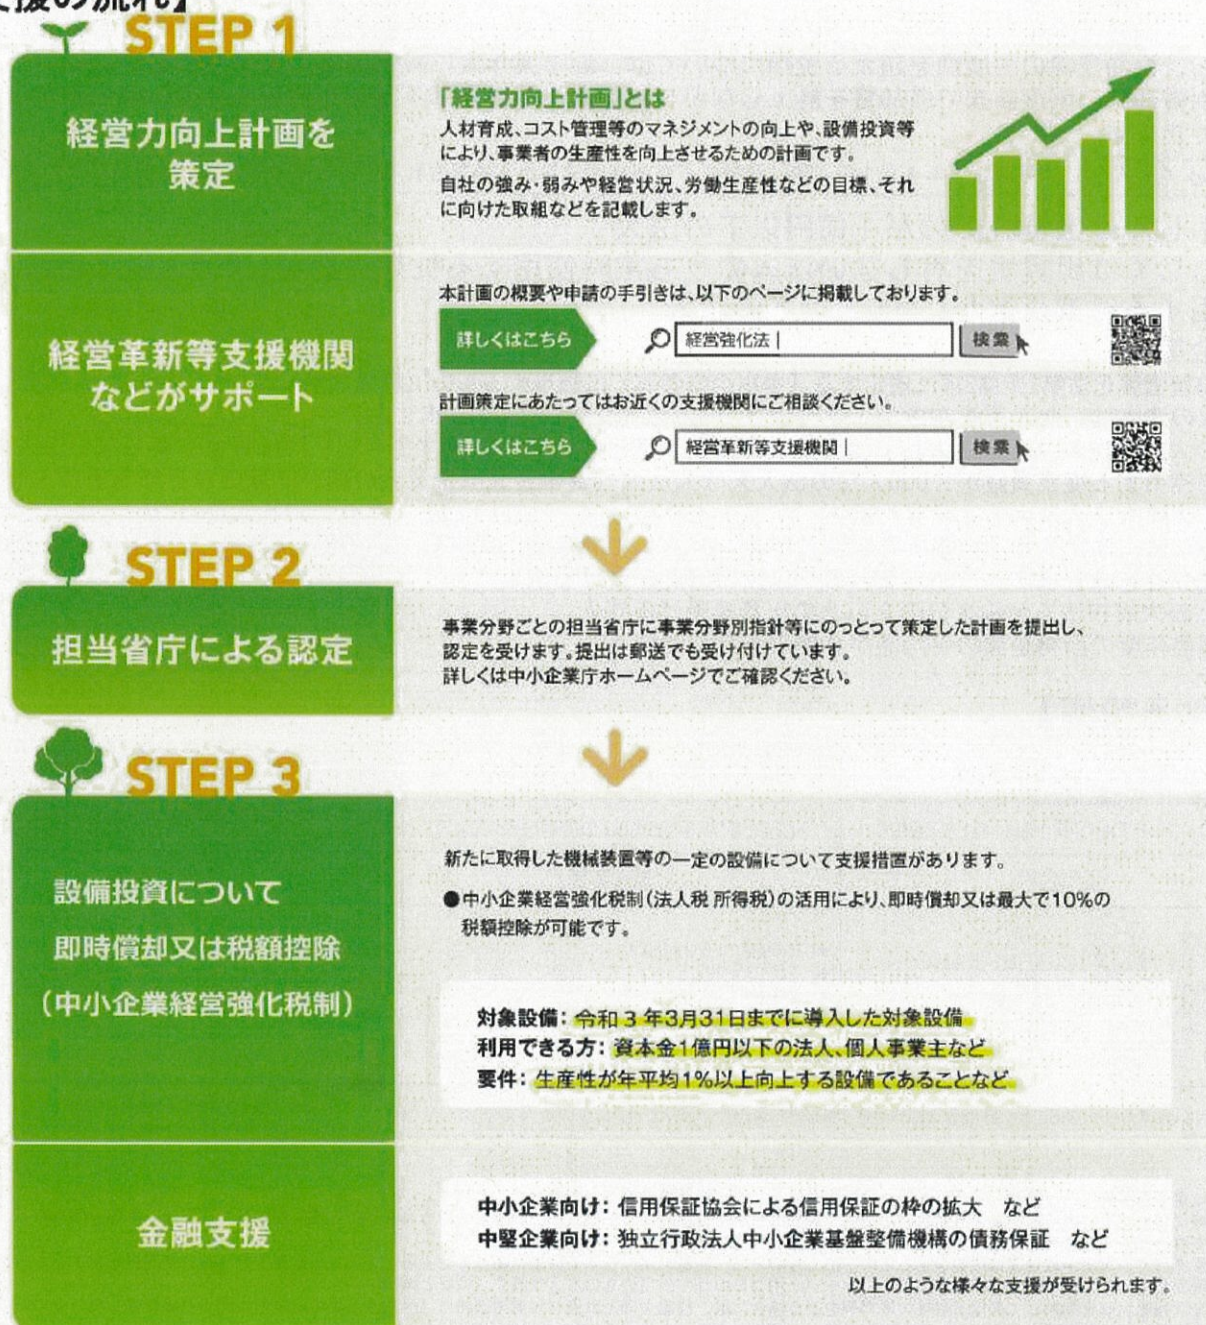 援の流れ】
STEP 1
経営力向上計画を
策定
「経営力向上計画」とは
人材育成、コスト管理等のマネジメントの向上や、設備投資等
により、事業者の生産性を向上させるための計画です。
自社の強み・弱みや経営状況、労働生産性などの目標、それ
に向けた取組などを記載します。
経営革新等支援機関
などがサポート
本計画の概要や申請の手引きは、以下のページに掲載しております。
詳しくはこちら
経営強化法
検索
計画策定にあたってはお近くの支援機関にご相談ください。
詳しくはこちら
経営革新等支援機関
検索
STEP 2
担当省庁による認定
事業分野ごとの担当省庁に事業分野別指針等にのっとって策定した計画を提出し、
認定を受けます。提出は郵送でも受け付けています。
詳しくは中小企業庁ホームページでご確認ください。
STEP 3
設備投資について
即時償却又は税額控除
(中小企業経営強化税制)
新たに取得した機械装置等の一定の設備について支援措置があります。
●中小企業経営強化税制(法人税 所得税)の活用により、即時償却又は最大で10%の
税額控除が可能です。
対象設備：令和３年3月31日までに導入した対象設備
利用できる方：資本金1億円以下の法人、個人事業主など
要件：生産性が年平均1%以上向上する設備であることなど
金融支援
中小企業向け：信用保証協会による信用保証の枠の拡大　など
中堅企業向け：独立行政法人中小企業基盤整備機構の債務保証　など
以上のような様々な支援が受けられます。